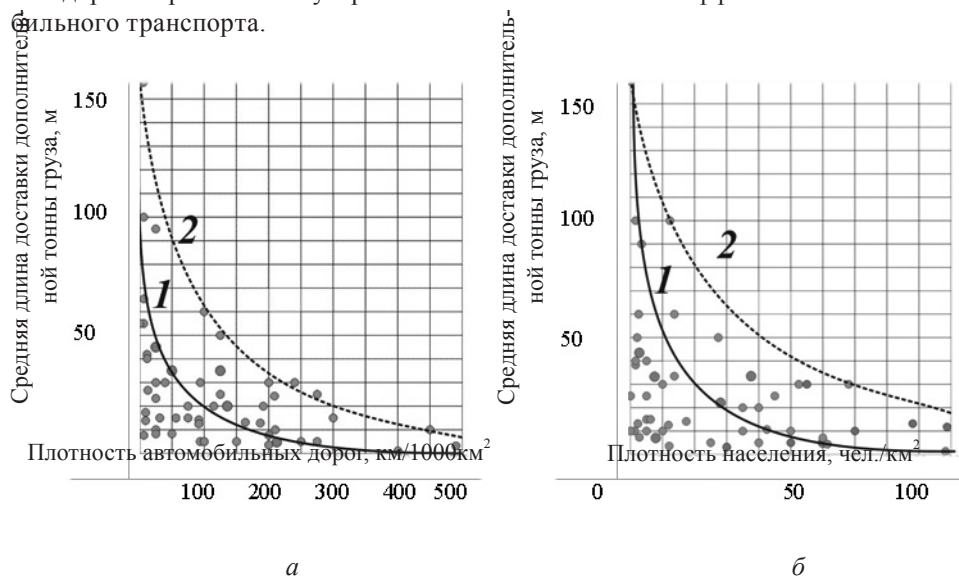 бильного транспорта.
Средняя длина доставки дополнитель-
ной тонны груза, м
150
100
50
2
1
Плотность автомобильных дорог, км/1000км2
100 200 300 400 500
а
Средняя длина доставки дополнитель-
ной тонны груза, м
150
100
50
2
1
Плотность населения, чел./км2
0 50 100
б